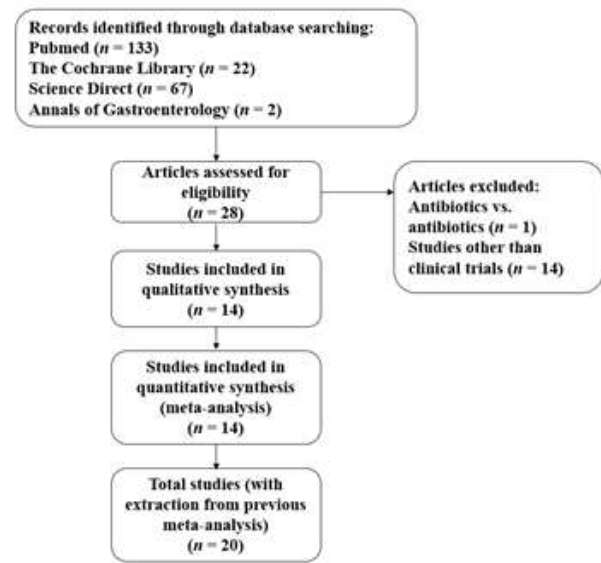 Records identified through database searching:
Pubmed (n = 133)
The Cochrane Library (n = 22)
Science Direct (n = 67)
Annals of Gastroenterology (n = 2)
Articles assessed for
eligibility
(n = 28)
Articles excluded:
Antibiotics vs.
antibiotics (n = 1)
Studies other than
clinical trials (n = 14)
Studies included in
qualitative synthesis
(n = 14)
Studies included in
quantitative synthesis
(meta-analysis)
(n = 14)
Total studies (with
extraction from previous
meta-analysis)
(n = 20)